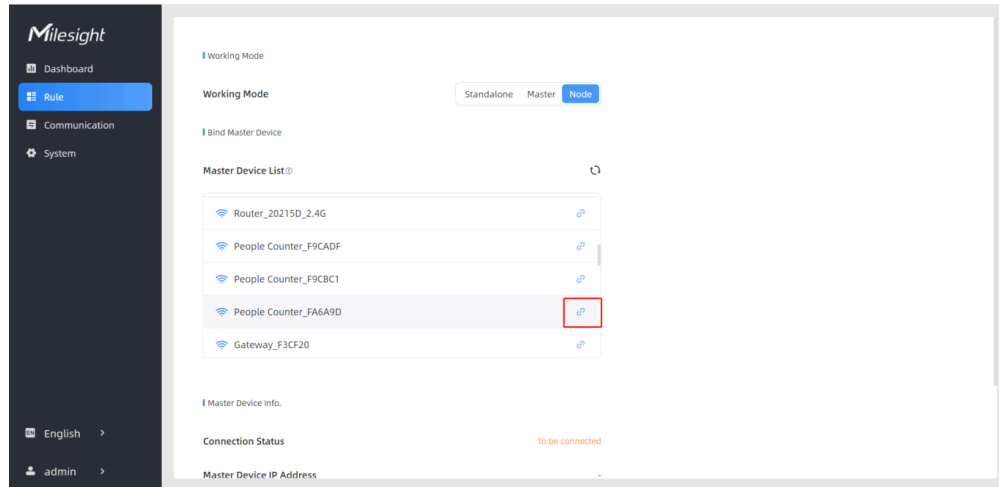 Milesight
Dashboard
Rule
Communication
System
EN English
admin
Working Mode
Working Mode Standalone Master Node
Bind Master Device
Master Device List
Router_20215D_2.4G
People Counter_F9CADF
People Counter_F9CBC1
People Counter_FA6A9D
Gateway_F3CF20
Master Device Info.
Connection Status To be connected
Master Device IP Address -